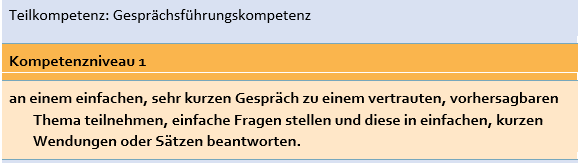 Teilkompetenz: Gesprächsführungskompetenz
Kompetenzniveau 1
an einem einfachen, sehr kurzen Gespräch zu einem vertrauten, vorhersagbaren
Thema teilnehmen, einfache Fragen stellen und diese in einfachen, kurzen
Wendungen oder Sätzen beantworten.